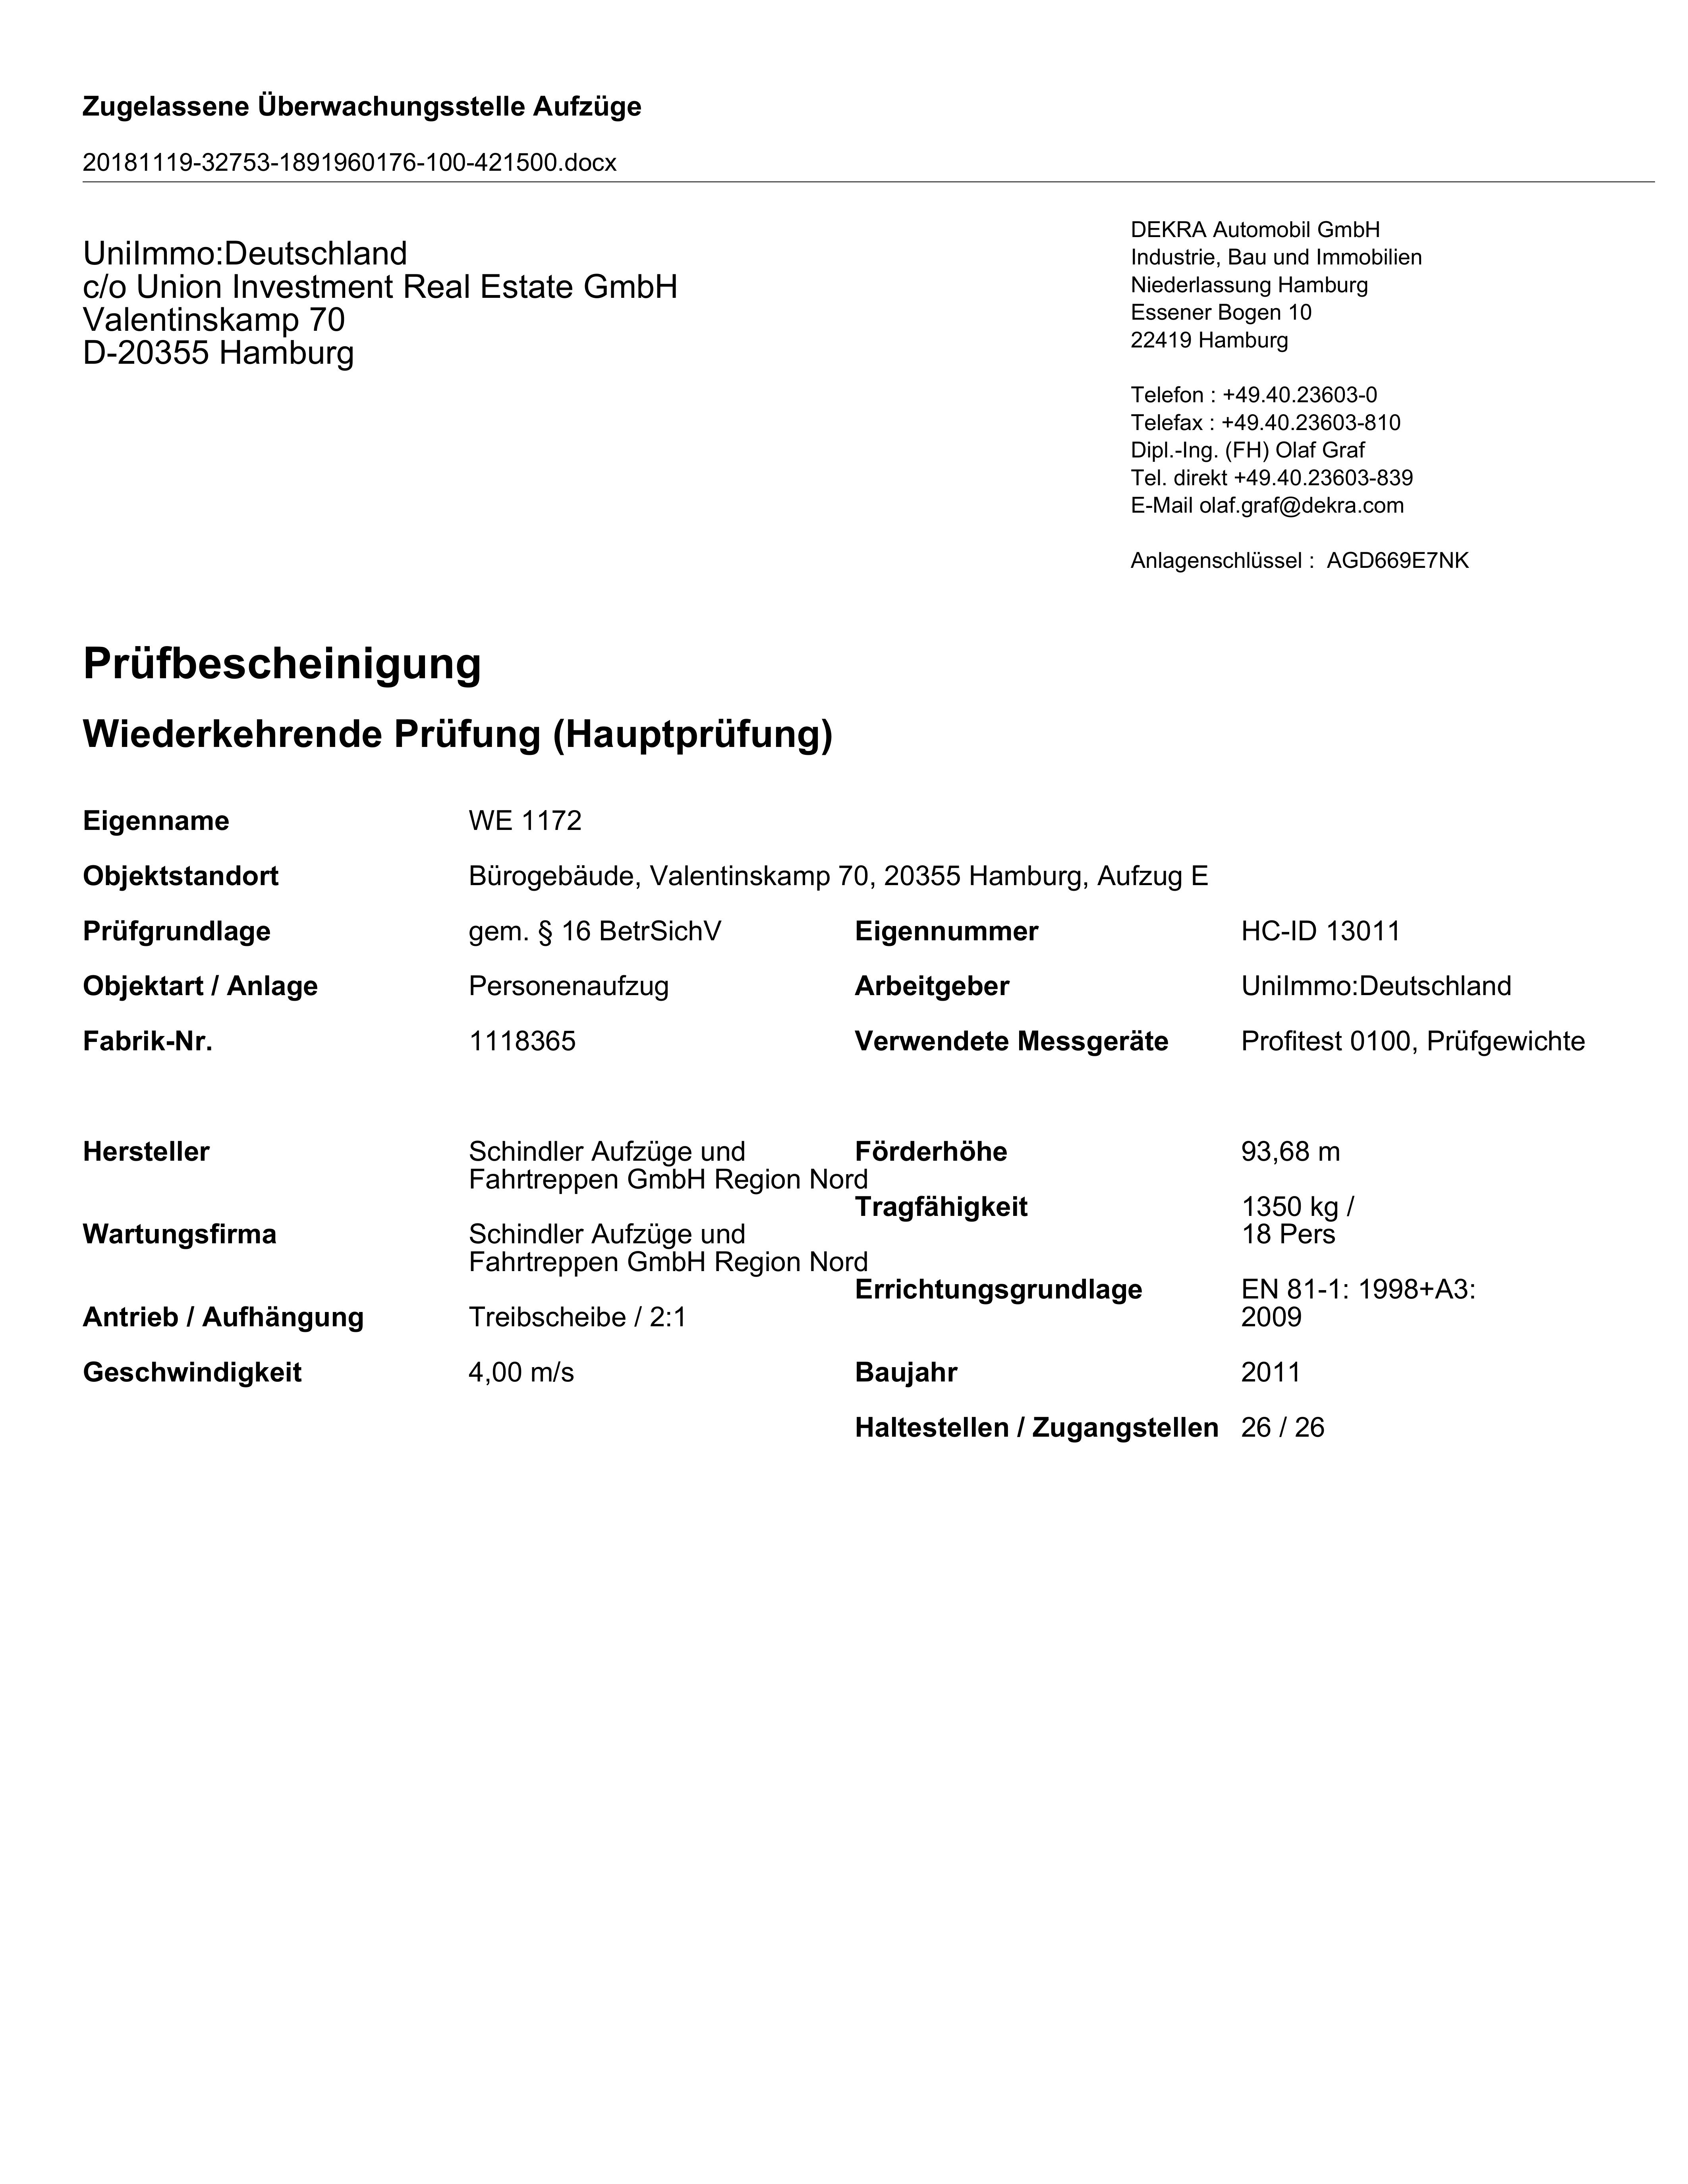 Zugelassene Überwachungsstelle Aufzüge
20181119-32753-1891960176-100-421500.docx
UniImmo:Deutschland
c/o Union Investment Real Estate GmbH
Valentinskamp 70
D-20355 Hamburg
DEKRA Automobil GmbH
Industrie, Bau und Immobilien
Niederlassung Hamburg
Essener Bogen 10
22419 Hamburg
Telefon : +49.40.23603-0
Telefax : +49.40.23603-810
Dipl.-Ing. (FH) Olaf Graf
Tel. direkt +49.40.23603-839
E-Mail olaf.graf@dekra.com
Anlagenschlüssel : AGD669E7NK
Prüfbescheinigung
Wiederkehrende Prüfung (Hauptprüfung)
Eigenname WE 1172
Objektstandort Bürogebäude, Valentinskamp 70, 20355 Hamburg, Aufzug E
Prüfgrundlage gem. § 16 BetrSichV Eigennummer HC-ID 13011
Objektart / Anlage Personenaufzug Arbeitgeber UniImmo:Deutschland
Fabrik-Nr. 1118365 Verwendete Messgeräte Profitest 0100, Prüfgewichte
Hersteller Schindler Aufzüge und Förderhöhe 93,68 m
Fahrtreppen GmbH Region Nord
Tragfähigkeit 1350 kg /
Wartungsfirma Schindler Aufzüge und 18 Pers
Fahrtreppen GmbH Region Nord
Errichtungsgrundlage EN 81-1: 1998+A3:
Antrieb / Aufhängung Treibscheibe / 2:1 2009
Geschwindigkeit 4,00 m/s Baujahr 2011
Haltestellen / Zugangstellen 26 / 26